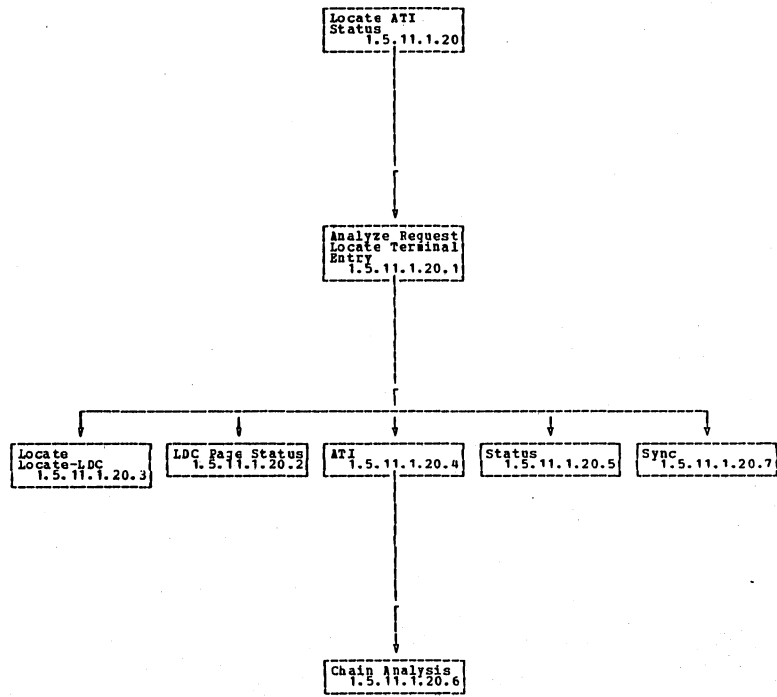 Locate ATI
Status
1.5.11.1.20
Analyze Request
Locate Terminal
Entry
1.5.11.1.20.1
Locate
Locate-LDC
1.5.11.1.20.3
LDC Page Status
1.5.11.1.20.2
ATI
1.5.11.1.20.4
Status
1.5.11.1.20.5
Sync
1.5.11.1.20.7
Chain Analysis
1.5.11.1.20.6